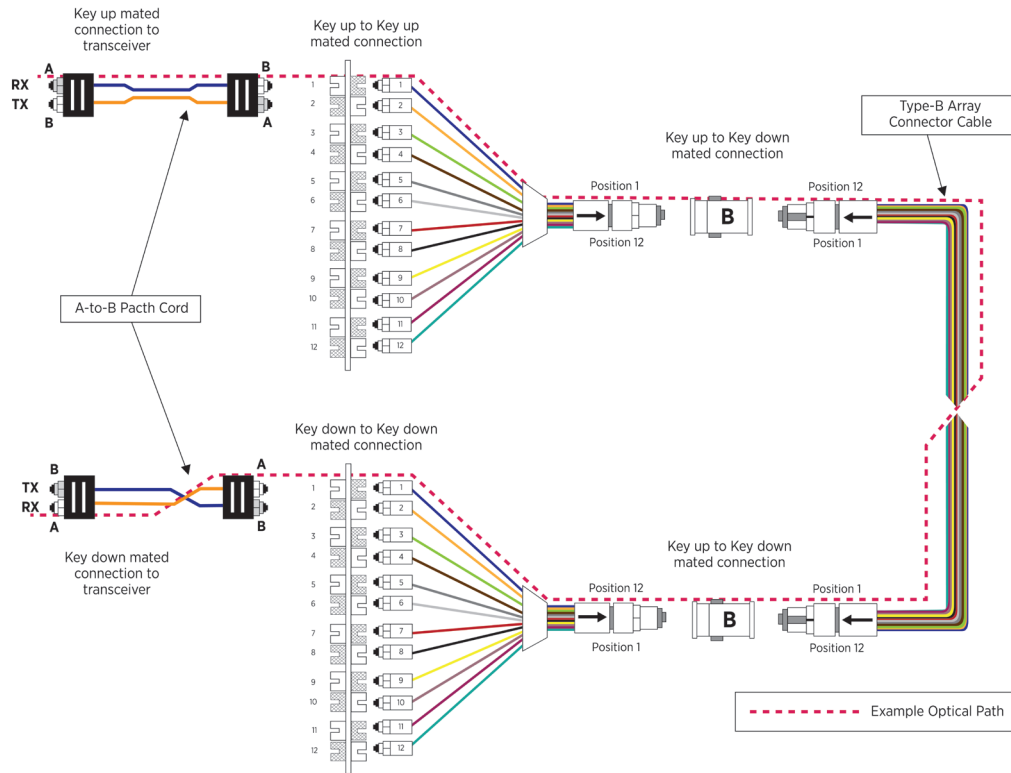 Key up mated
connection to
transceiver
Key up to Key up
mated connection
A
B
RX
TX
B
A
1
2
3
4
5
6
7
8
9
10
11
12
1
2
3
4
5
6
7
8
9
10
11
12
Position 1
Position 12
Key up to Key down
mated connection
B
Position 12
Position 1
Type-B Array
Connector Cable
A-to-B Pacth Cord
Key down to Key down
mated connection
B
A
TX
RX
A
B
Key down mated
connection to
transceiver
1
2
3
4
5
6
7
8
9
10
11
12
1
2
3
4
5
6
7
8
9
10
11
12
Position 12
Position 1
Key up to Key down
mated connection
B
Position 1
Position 12
Example Optical Path